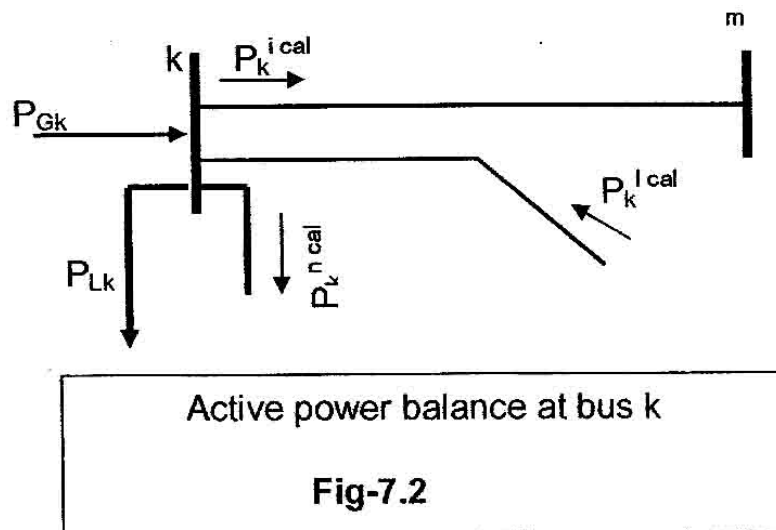 m
k
P_k^i cal
P_Gk
P_k^l cal
P_Lk
P_k^n cal
Active power balance at bus k
Fig-7.2